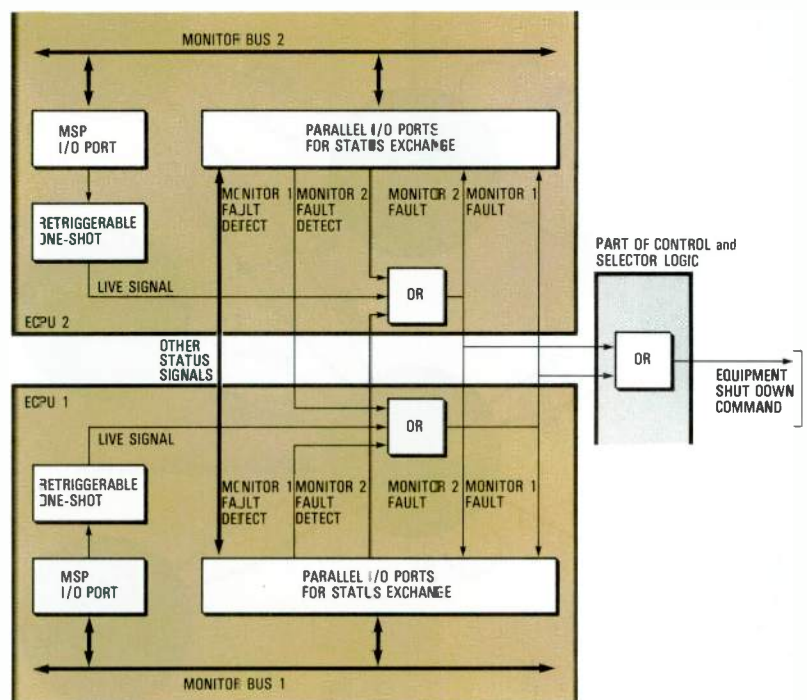 MONITOR BUS 2
MSP
I/O PORT
PARALLEL I/O PORTS
FOR STATUS EXCHANGE
RETRIGGERABLE
ONE-SHOT
MONITOR 1
FAULT
DETECT
MONITOR 2
FAULT
DETECT
MONITOR 2
FAULT
MONITOR 1
FAULT
LIVE SIGNAL
OR
ECPU 2
PART OF CONTROL and
SELECTOR LOGIC
OR
EQUIPMENT
SHUT DOWN
COMMAND
OTHER
STATUS
SIGNALS
ECPU 1
OR
LIVE SIGNAL
RETRIGGERABLE
ONE-SHOT
MONITOR 1
FAULT
DETECT
MONITOR 2
FAULT
DETECT
MONITOR 2
FAULT
MONITOR 1
FAULT
MSP
I/O PORT
PARALLEL I/O PORTS
FOR STATUS EXCHANGE
MONITOR BUS 1